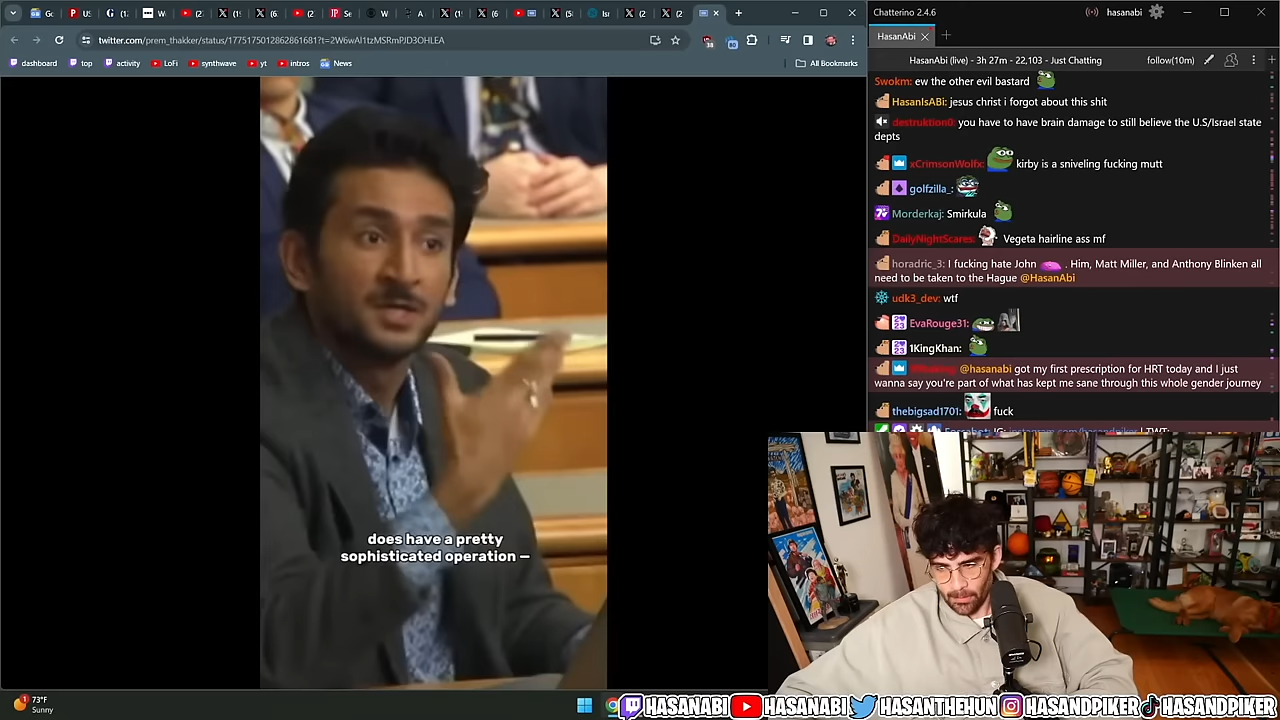 Chatterino 2.4.6
hasanabi
twitter.com/prem_thakker/status/1775175012862861681?t=2W6wAl1tzMSRmPJD3OHLEA
HasanAbi
dashboard
top
activity
LoFi
synthwave
yt
intros
News
All Bookmarks
HasanAbi (live) - 3h 27m - 22,103 - Just Chatting
follow(10m)
Swokm: ew the other evil bastard
HasanIsABi: jesus christ i forgot about this shit
destruktion0: you have to have brain damage to still believe the U.S/Israel state
depts
xCrimsonWolfx: kirby is a sniveling fucking mutt
golfzilla_:
Morderkaj: Smirkula
DailyNightScares: Vegeta hairline ass mf
horadric_3: I fucking hate John . Him, Matt Miller, and Anthony Blinken all
need to be taken to the Hague @HasanAbi
udk3_dev: wtf
EvaRouge31:
1KingKhan:
@hasanabi got my first prescription for HRT today and I just
wanna say you're part of what has kept me sane through this whole gender journey
thebigsad1701: fuck
does have a pretty
sophisticated operation —
73°F
Sunny
HASANABI
HASANABI
HASANTHEHUN
HASANDPIKER
HASANDPIKER